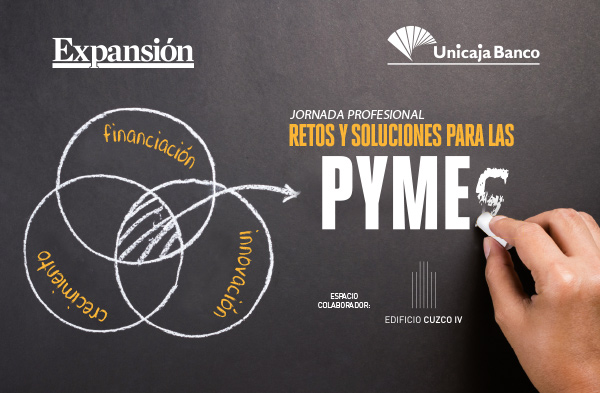 Expansión
Unicaja Banco
JORNADA PROFESIONAL
RETOS Y SOLUCIONES PARA LAS
PYMES
financiación
crecimiento
innovación
ESPACIO
COLABORADOR:
EDIFICIO CUZCO IV